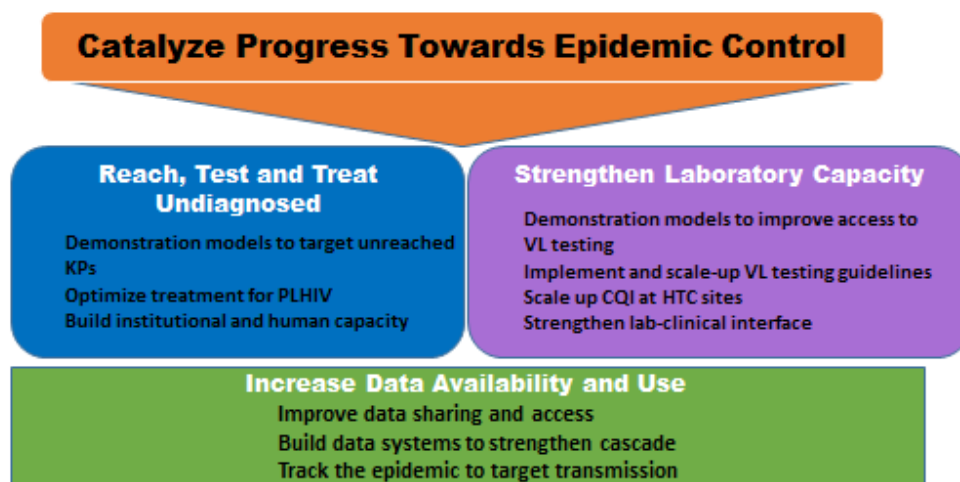 Catalyze Progress Towards Epidemic Control
Reach, Test and Treat
Undiagnosed
Demonstration models to target unreached
KPs
Optimize treatment for PLHIV
Build institutional and human capacity
Strengthen Laboratory Capacity
Demonstration models to improve access to
VL testing
Implement and scale-up VL testing guidelines
Scale up CQI at HTC sites
Strengthen lab-clinical interface
Increase Data Availability and Use
Improve data sharing and access
Build data systems to strengthen cascade
Track the epidemic to target transmission